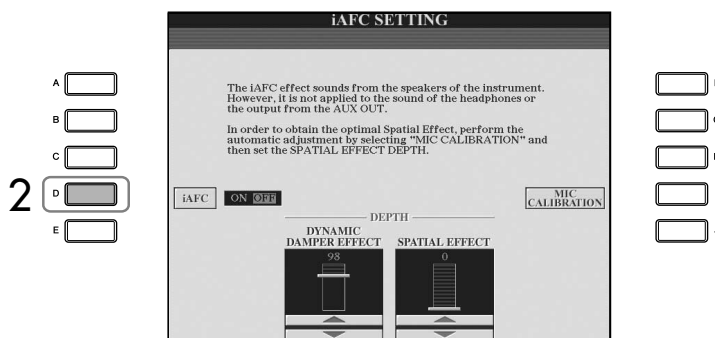 iAFC SETTING
The iAFC effect sounds from the speakers of the instrument.
However, it is not applied to the sound of the headphones or
the output from the AUX OUT.
In order to obtain the optimal Spatial Effect, perform the
automatic adjustment by selecting "MIC CALIBRATION" and
then set the SPATIAL EFFECT DEPTH.
A
B
C
2
D
E
iAFC
ON OFF
MIC
CALIBRATION
DEPTH
DYNAMIC
DAMPER EFFECT
SPATIAL EFFECT
98
0